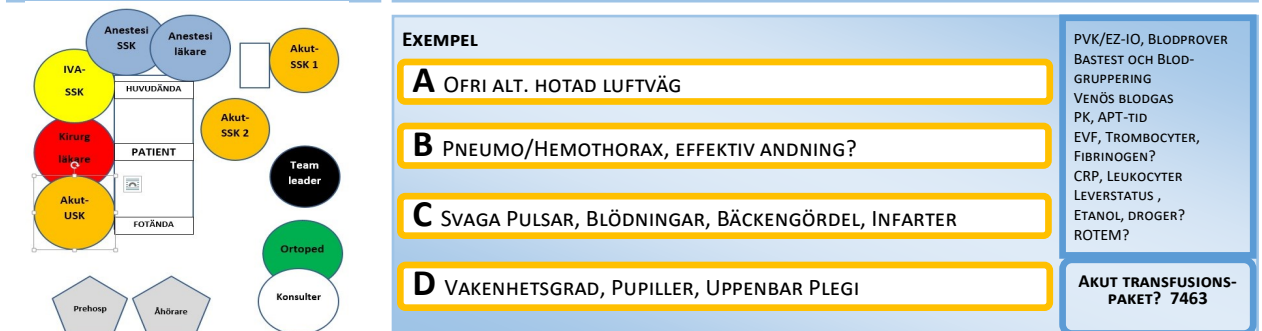 Anestesi
SSK
Anestesi
läkare
Akut-
SSK 1
IVA-
SSK
HUVUDÄNDA
Akut-
SSK 2
Kirurg
läkare
PATIENT
Team
leader
Akut-
USK
FOTÄNDA
Ortoped
Konsulter
Prehosp
Åhörare
EXEMPEL
A OFRI ALT. HOTAD LUFTVÄG
B PNEUMO/HEMOTHORAX, EFFEKTIV ANDNING?
C SVAGA PULSAR, BLÖDNINGAR, BÄCKENGÖRDEL, INFARTER
D VAKENHETSGRAD, PUPILLER, UPPENBAR PLEGI
PVK/EZ-IO, BLODPROVER
BASTEST OCH BLOD-
GRUPPERING
VENÖS BLODGAS
PK, APT-TID
EVF, TROMBOCYTER,
FIBRINOGEN?
CRP, LEUKOCYTER
LEVERSTATUS ,
ETANOL, DROGER?
ROTEM?
AKUT TRANSFUSIONS-
PAKET? 7463